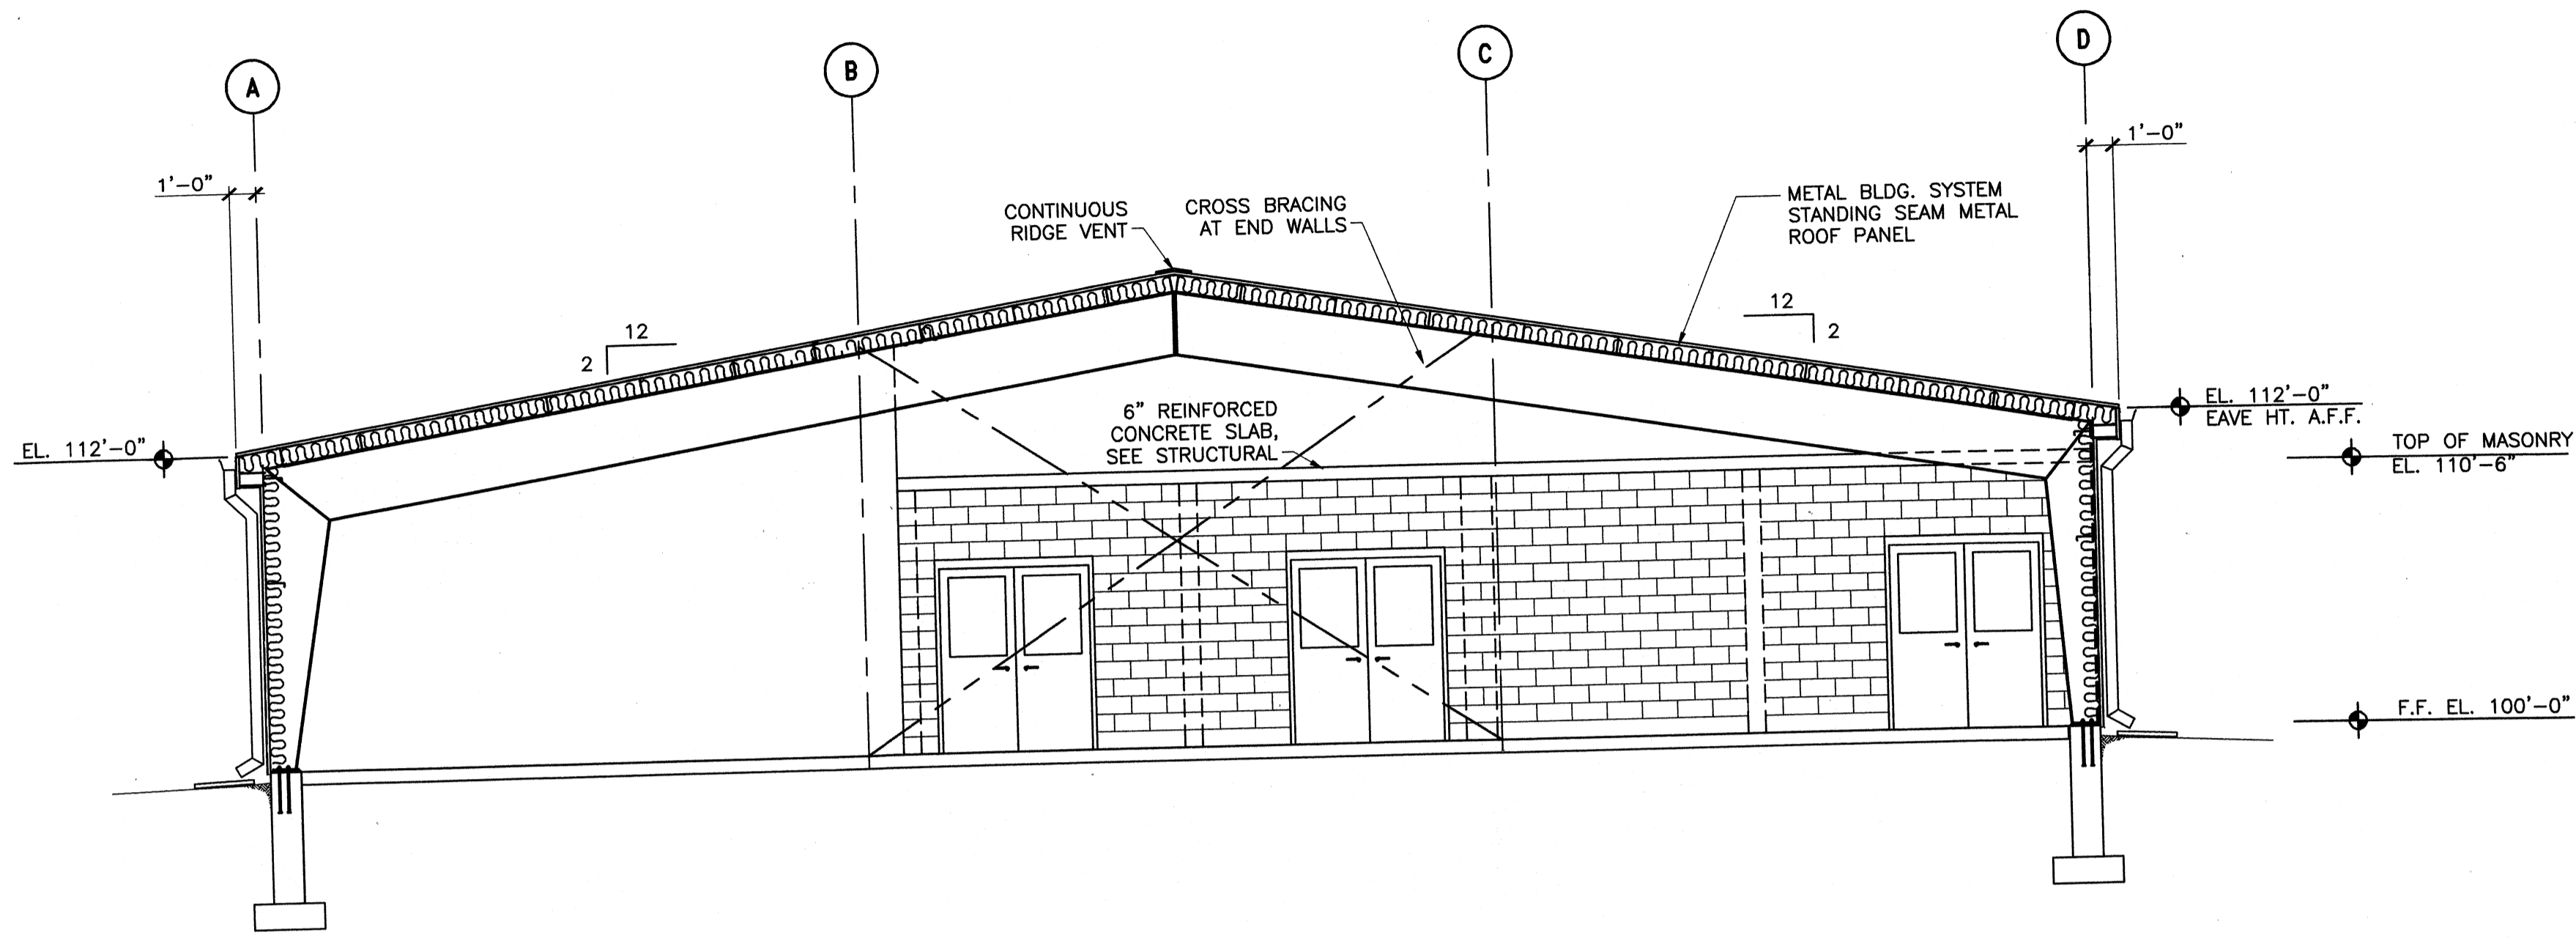 A
B
C
D
1'-0"
1'-0"
CONTINUOUS
RIDGE VENT
CROSS BRACING
AT END WALLS
METAL BLDG. SYSTEM
STANDING SEAM METAL
ROOF PANEL
12
2
12
2
6" REINFORCED
CONCRETE SLAB,
SEE STRUCTURAL
EL. 112'-0"
EL. 112'-0"
EAVE HT. A.F.F.
TOP OF MASONRY
EL. 110'-6"
F.F. EL. 100'-0"